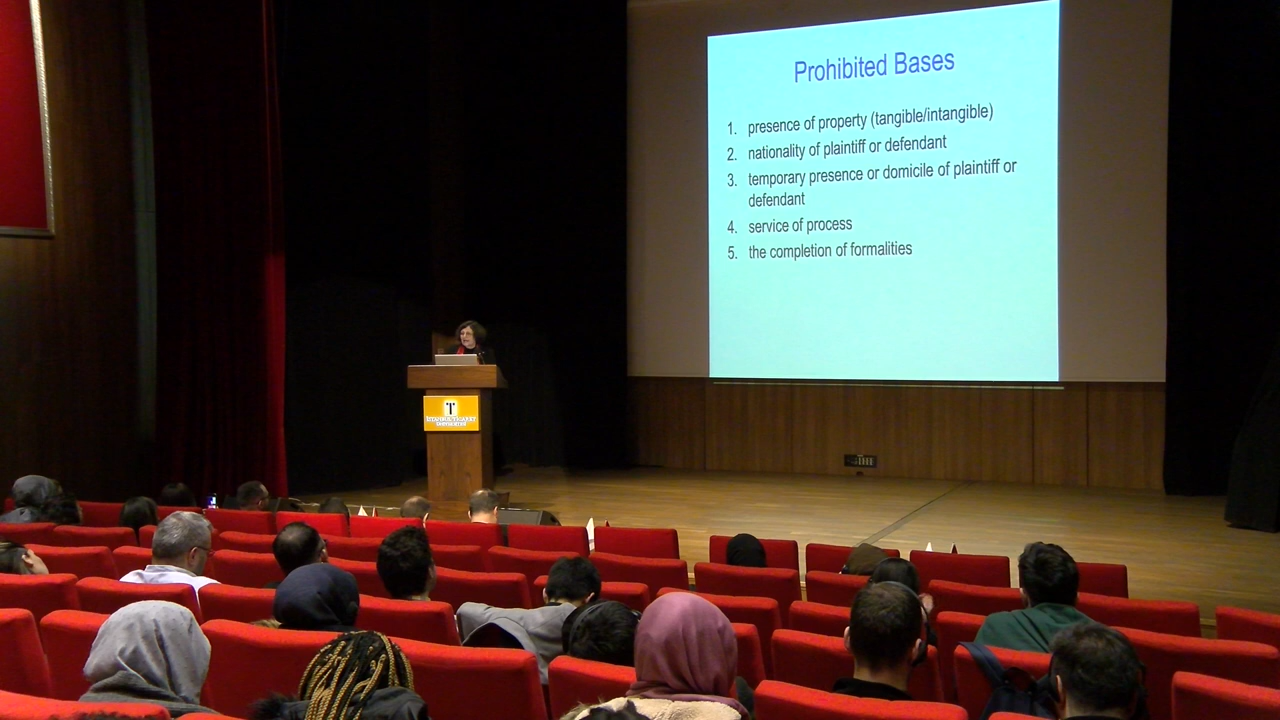 Prohibited Bases
1. presence of property (tangible/intangible)
2. nationality of plaintiff or defendant
3. temporary presence or domicile of plaintiff or
defendant
4. service of process
5. the completion of formalities